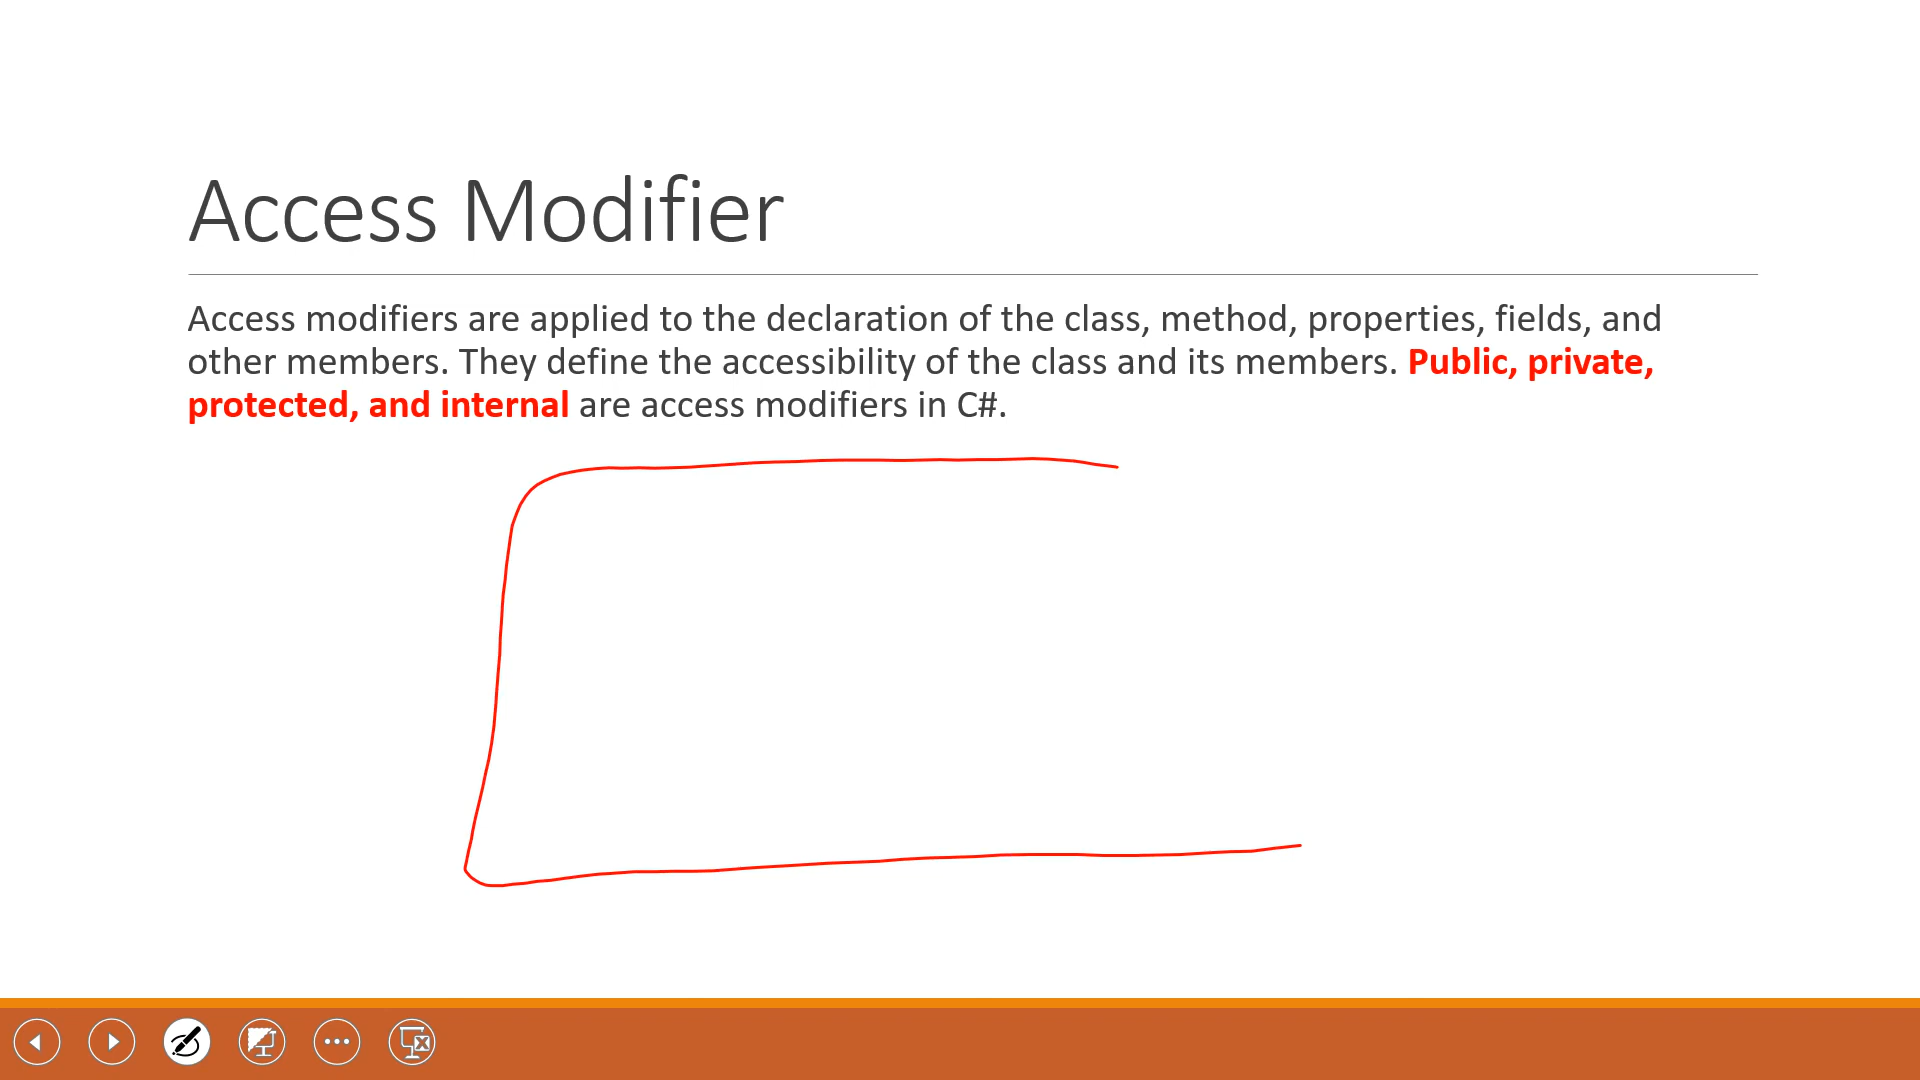 Access Modifier
Access modifiers are applied to the declaration of the class, method, properties, fields, and
other members. They define the accessibility of the class and its members. Public, private,
protected, and internal are access modifiers in C#.